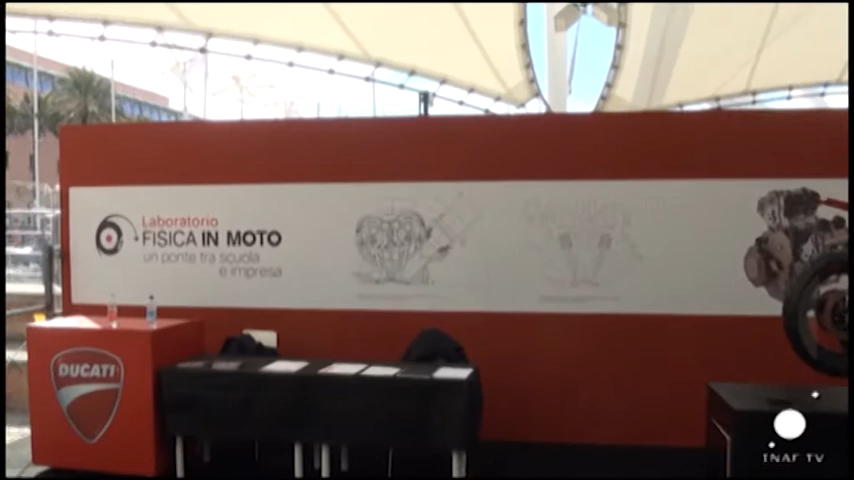 Laboratorio
FISICA IN MOTO
un ponte tra scuola
e impresa
DUCATI
INAF TV